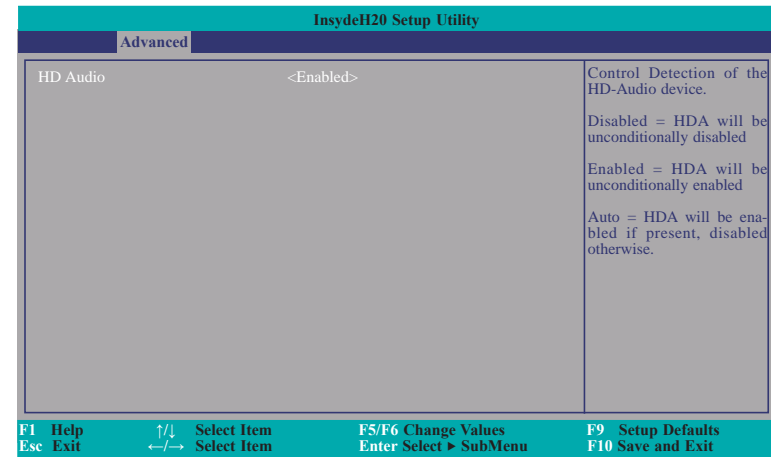 InsydeH20 Setup Utility
Advanced
HD Audio <Enabled>
Control Detection of the
HD-Audio device.
Disabled = HDA will be
unconditionally disabled
Enabled = HDA will be
unconditionally enabled
Auto = HDA will be ena-
bled if present, disabled
otherwise.
F1 Help ↑/↓ Select Item F5/F6 Change Values F9 Setup Defaults
Esc Exit ←/→ Select Item Enter Select ▶ SubMenu F10 Save and Exit